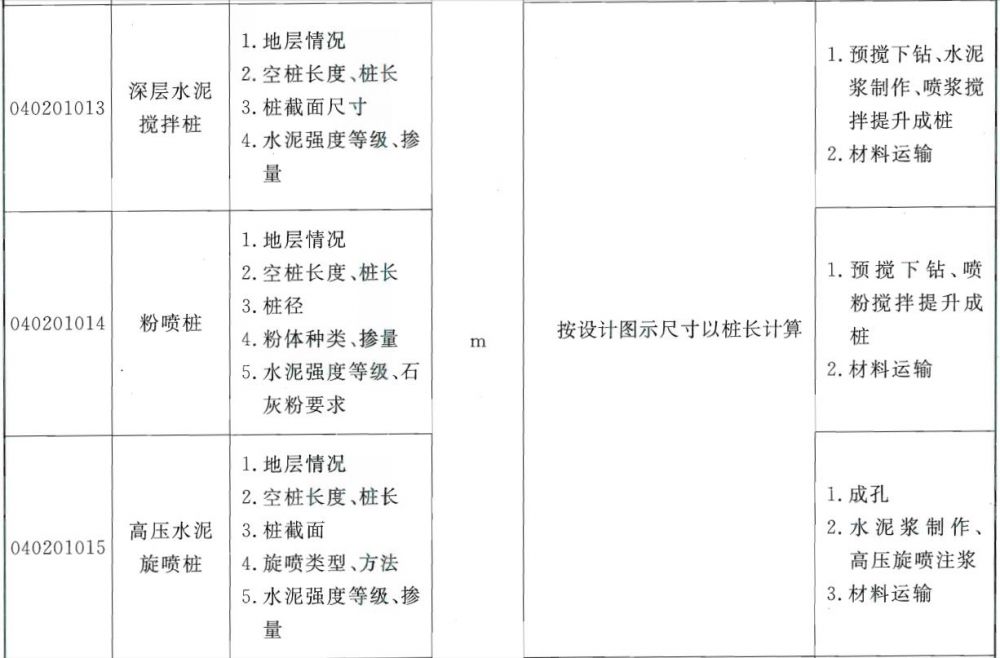 040201013
深层水泥
搅拌桩
1. 地层情况
2. 空桩长度、桩长
3. 桩截面尺寸
4. 水泥强度等级、掺
量
1. 预搅下钻、水泥
浆制作、喷浆搅
拌提升成桩
2. 材料运输
040201014
粉喷桩
1. 地层情况
2. 空桩长度、桩长
3. 桩径
4. 粉体种类、掺量
5. 水泥强度等级、石
灰粉要求
m
按设计图示尺寸以桩长计算
1. 预搅下钻、喷
粉搅拌提升成
桩
2. 材料运输
040201015
高压水泥
旋喷桩
1. 地层情况
2. 空桩长度、桩长
3. 桩截面
4. 旋喷类型、方法
5. 水泥强度等级、掺
量
1. 成孔
2. 水泥浆制作、
高压旋喷注浆
3. 材料运输